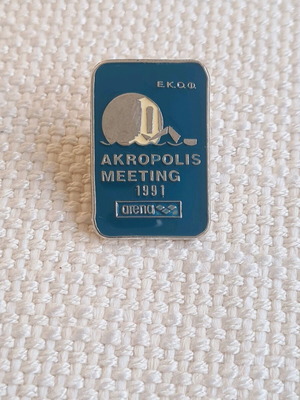 Ε.Κ.Ο.Φ.
AKROPOLIS
MEETING
1991
arena